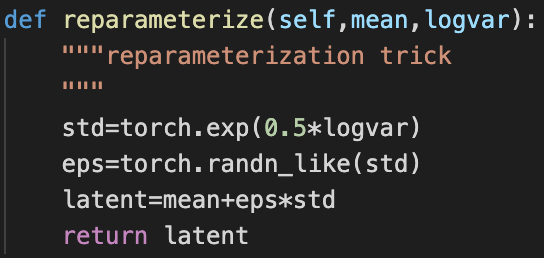 def reparameterize(self,mean,logvar):
    """reparameterization trick
    """
    std=torch.exp(0.5*logvar)
    eps=torch.randn_like(std)
    latent=mean+eps*std
    return latent